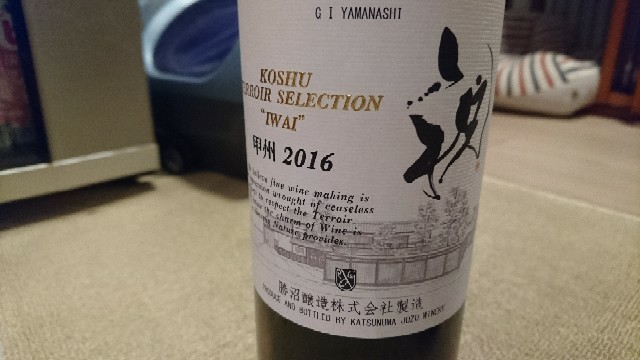 G I YAMANASHI
祝
KOSHU
TERROIR SELECTION
"IWAI"
甲州 2016
believe fine wine making is
wrought of ceaseless
to respect the Terroir
the charm of Wine is
Nature provides.
勝沼醸造株式会社製造
PRODUCE AND BOTTLED BY KATSUNUMA JOZO WINERY